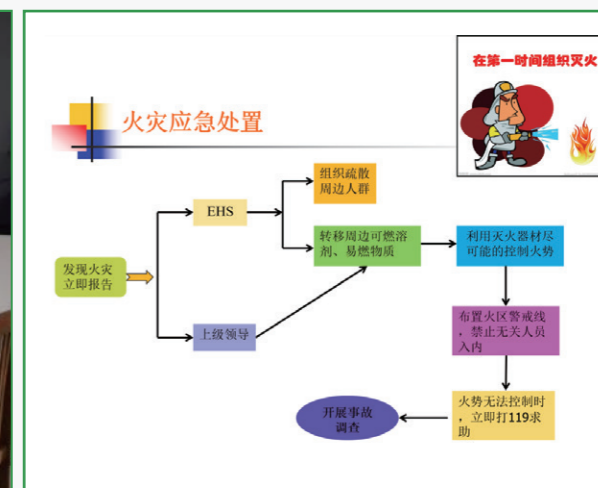 在第一时间组织灭火
火灾应急处置
组织疏散
周边人群
EHS
转移周边可燃溶
剂、易燃物质
利用灭火器材尽
可能的控制火势
发现火灾
立即报告
上级领导
布置火区警戒线
，禁止无关人员
入内
火势无法控制时
，立即打119求
助
开展事故
调查